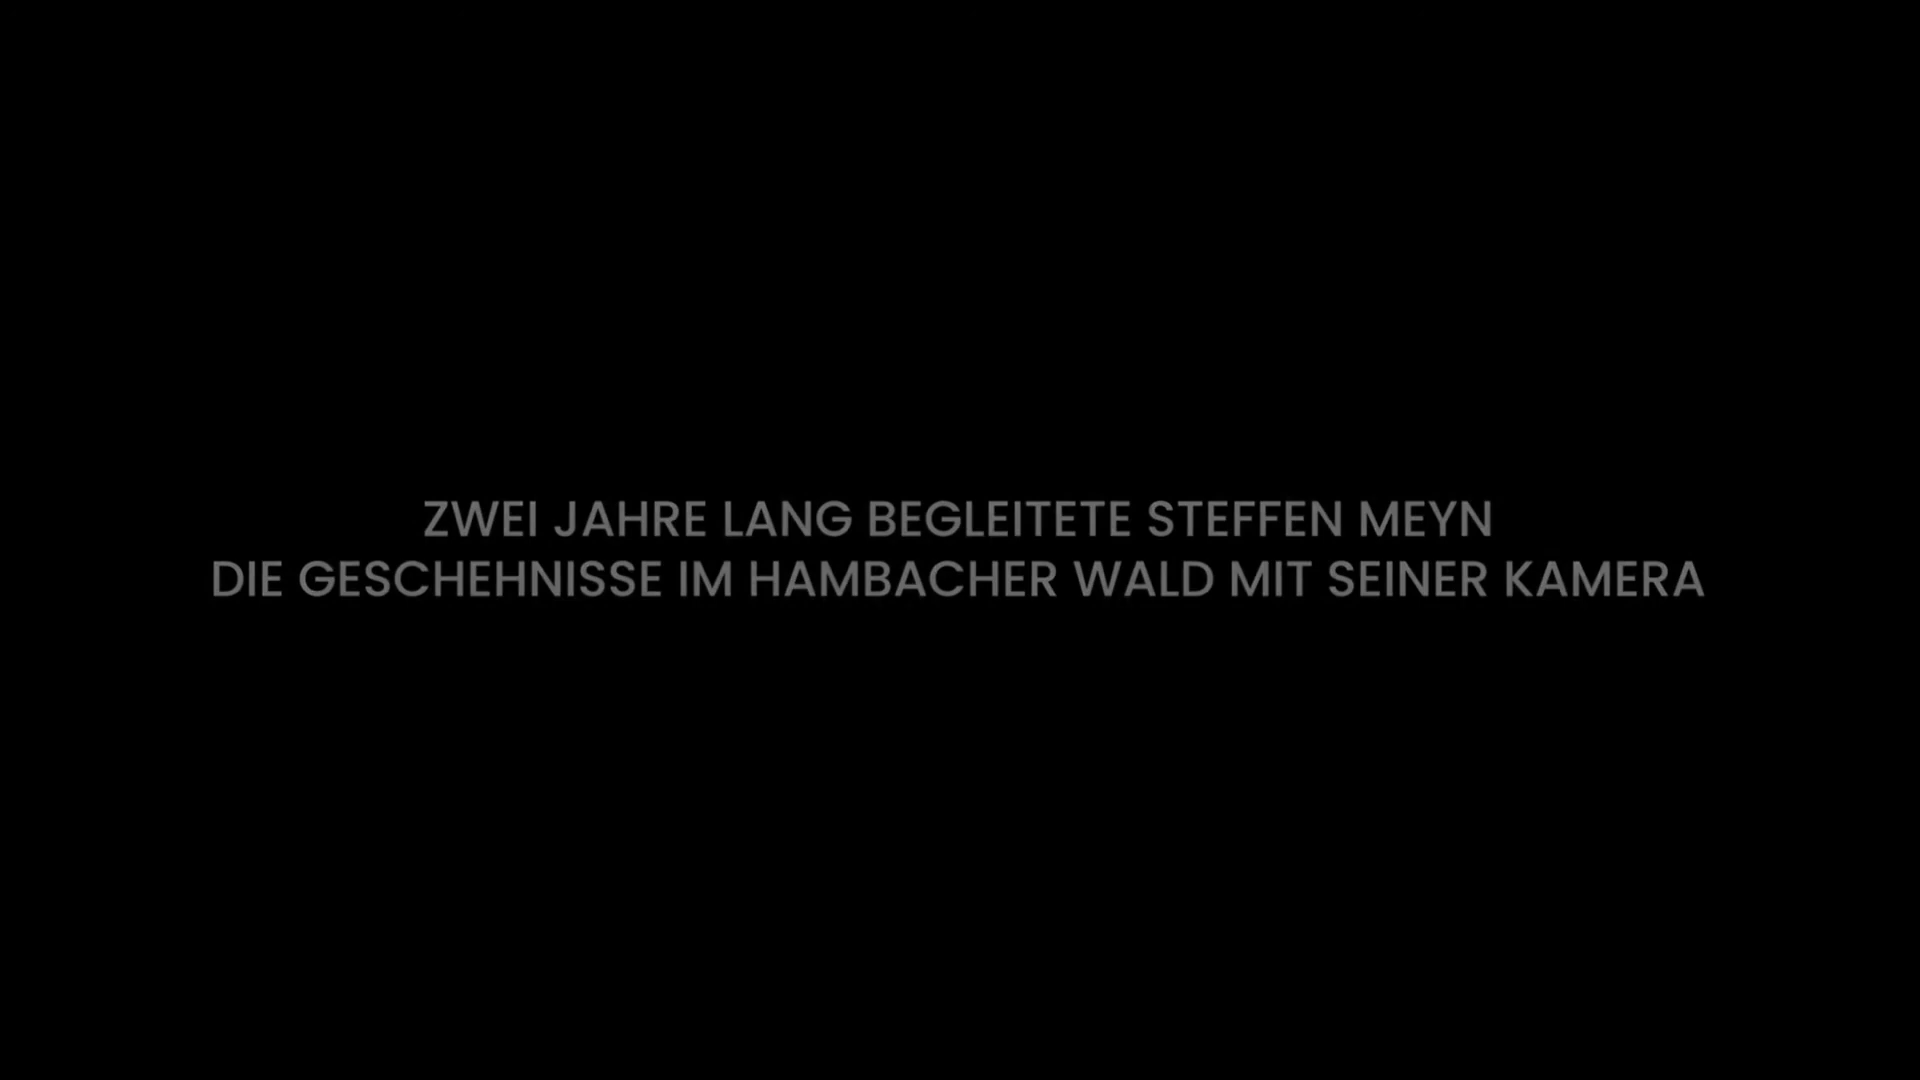 ZWEI JAHRE LANG BEGLEITETE STEFFEN MEYN
DIE GESCHEHNISSE IM HAMBACHER WALD MIT SEINER KAMERA